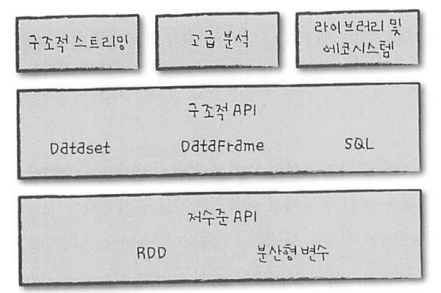 구조적 스트리밍
고급 분석
라이브러리 및
에코시스템
구조적 API
Dataset DataFrame SQL
저수준 API
RDD 분산형 변수